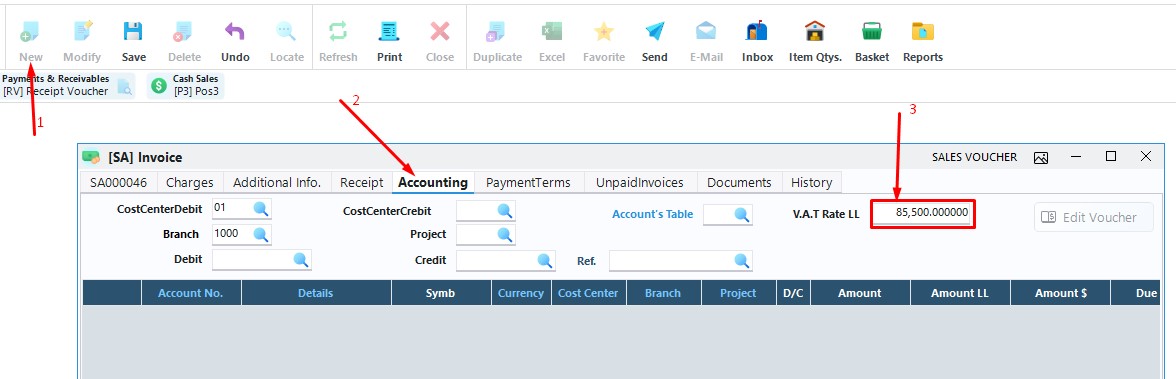 New Modify Save Delete Undo Locate Refresh Print Close Duplicate Excel Favorite Send E-Mail Inbox Item Qtys. Basket Reports
Payments & Receivables Cash Sales
[RV] Receipt Voucher [P3] Pos3
1 2 3
[SA] Invoice SALES VOUCHER
SA000046 Charges Additional Info. Receipt Accounting PaymentTerms UnpaidInvoices Documents History
CostCenterDebit 01 CostCenterCrebit Account's Table V.A.T Rate LL 85,500.000000 Edit Voucher
Branch 1000 Project
Debit Credit Ref.
Account No. Details Symb Currency Cost Center Branch Project D/C Amount Amount LL Amount $ Due